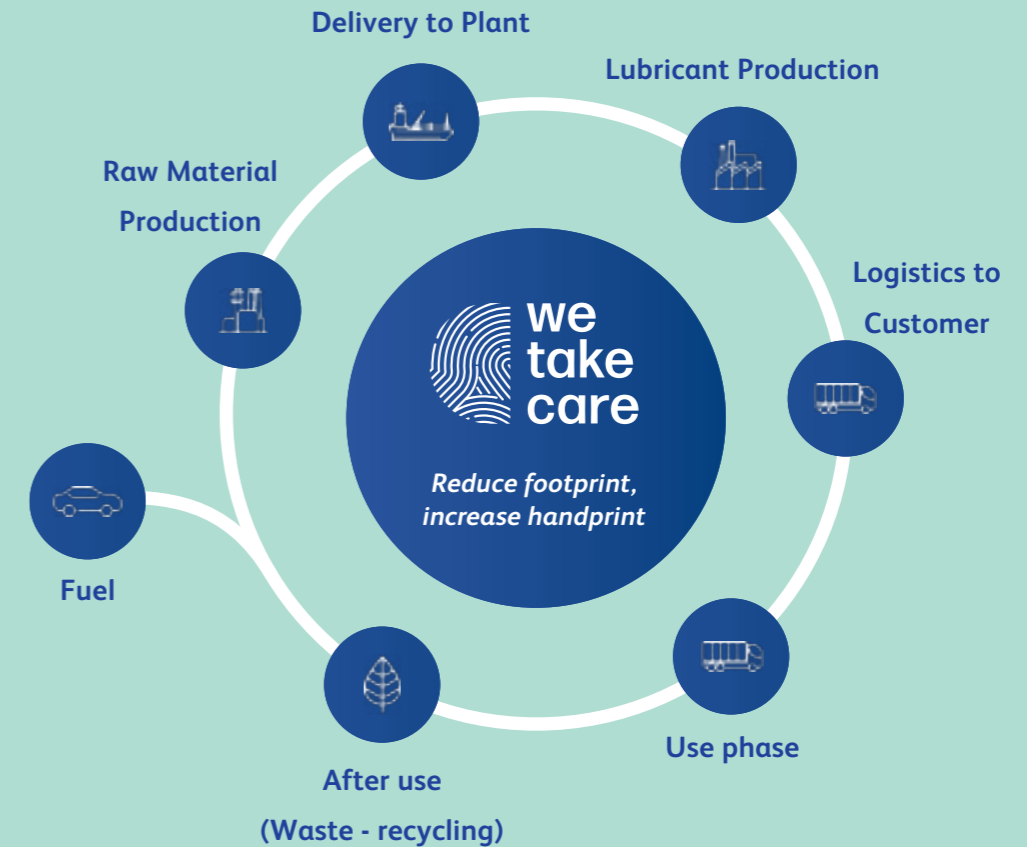 Delivery to Plant
Lubricant Production
Raw Material
Production
Logistics to
Customer
we
take
care
Reduce footprint,
increase handprint
Fuel
Use phase
After use
(Waste - recycling)